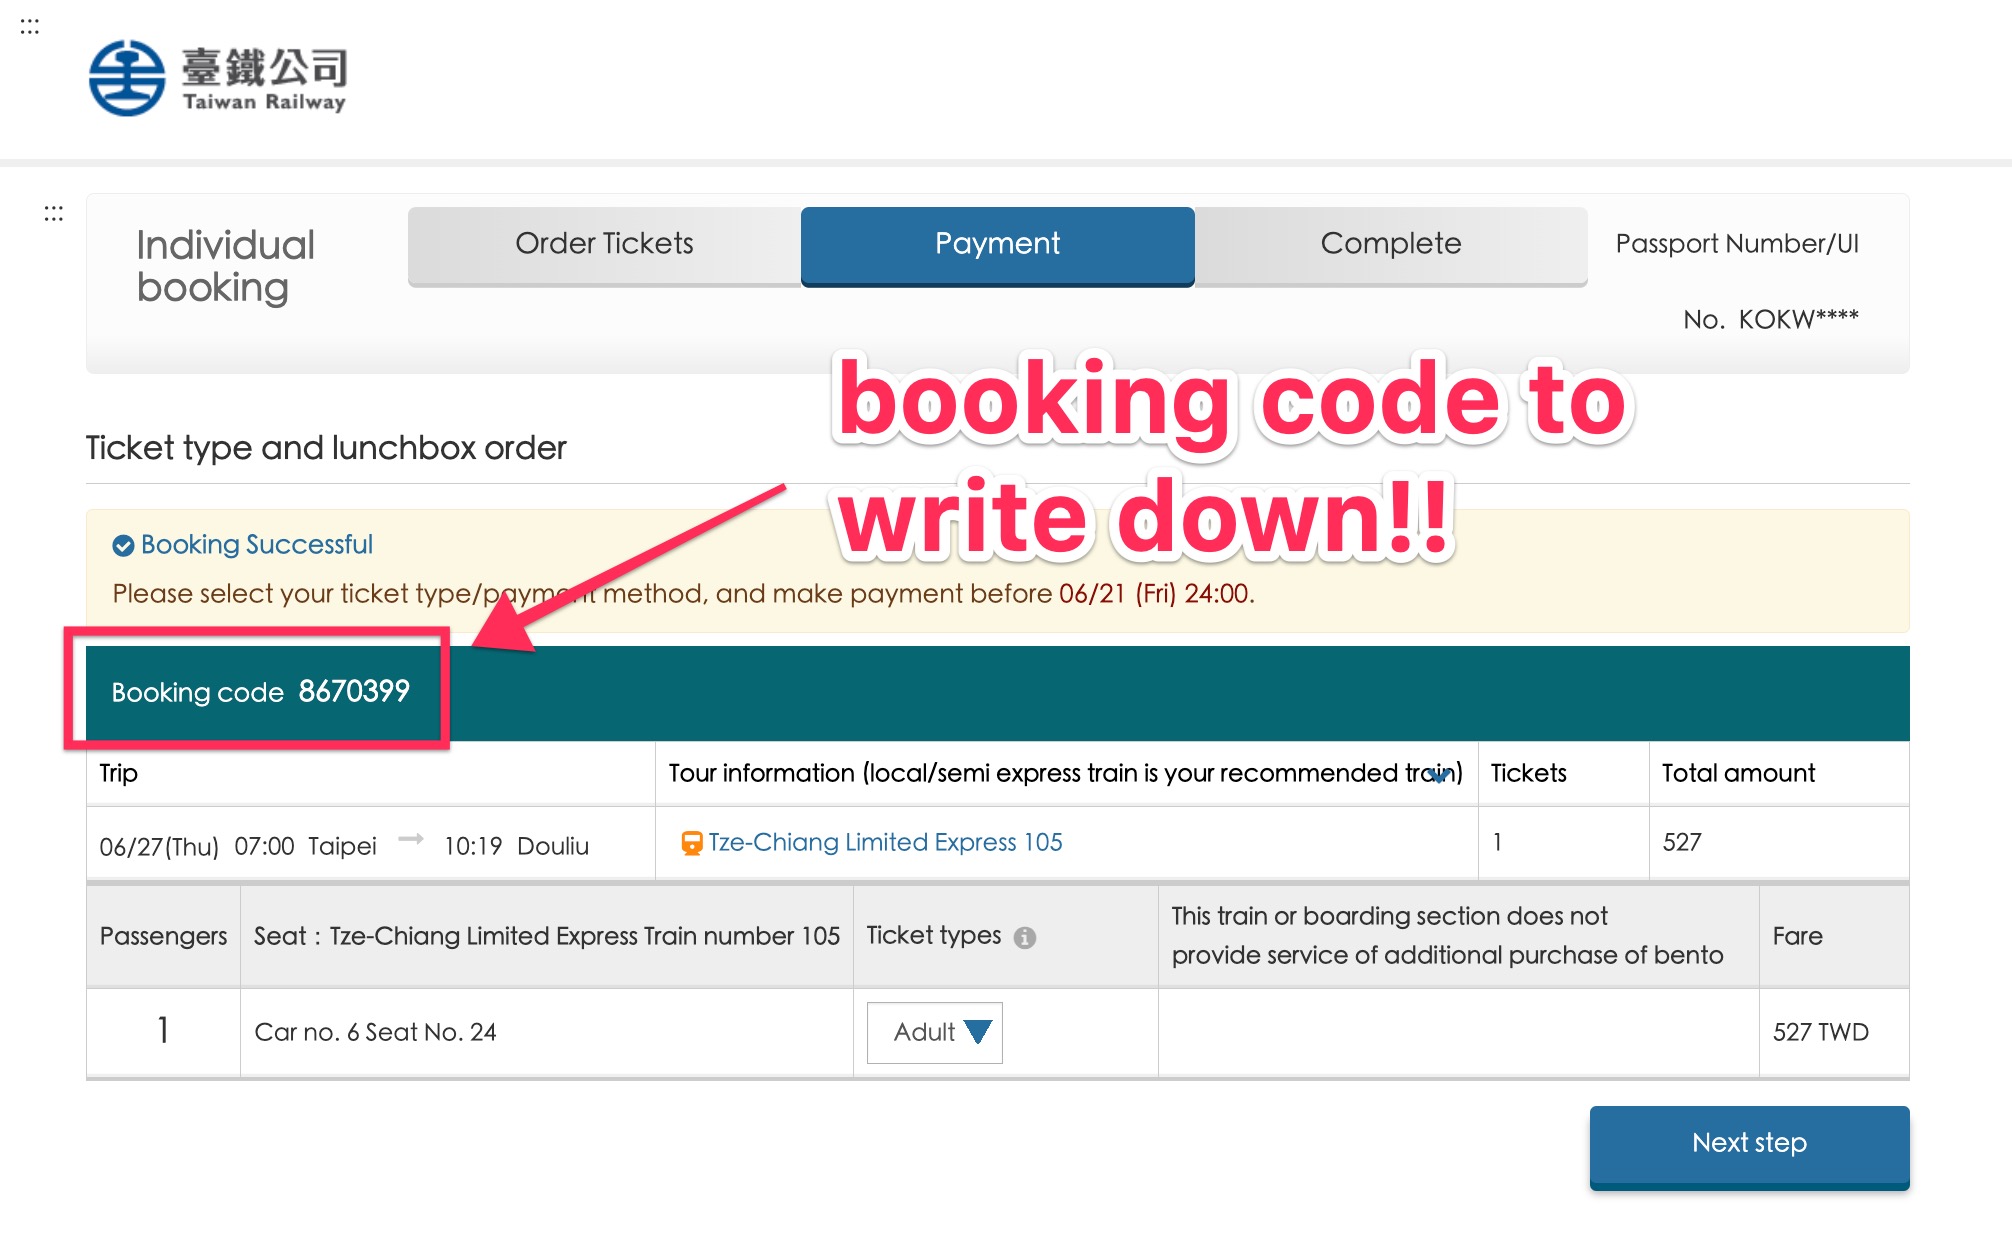 臺鐵公司
Taiwan Railway
Individual
booking
Order Tickets
Payment
Complete
Passport Number/UI
No. KOKW****
booking code to
write down!!
Ticket type and lunchbox order
Booking Successful
Please select your ticket type/payment method, and make payment before 06/21 (Fri) 24:00.
Booking code 8670399
Trip
Tour information (local/semi express train is your recommended train)
Tickets
Total amount
06/27(Thu) 07:00 Taipei → 10:19 Douliu
Tze-Chiang Limited Express 105
1
527
Passengers
Seat : Tze-Chiang Limited Express Train number 105
Ticket types
This train or boarding section does not
provide service of additional purchase of bento
Fare
1
Car no. 6 Seat No. 24
Adult
527 TWD
Next step